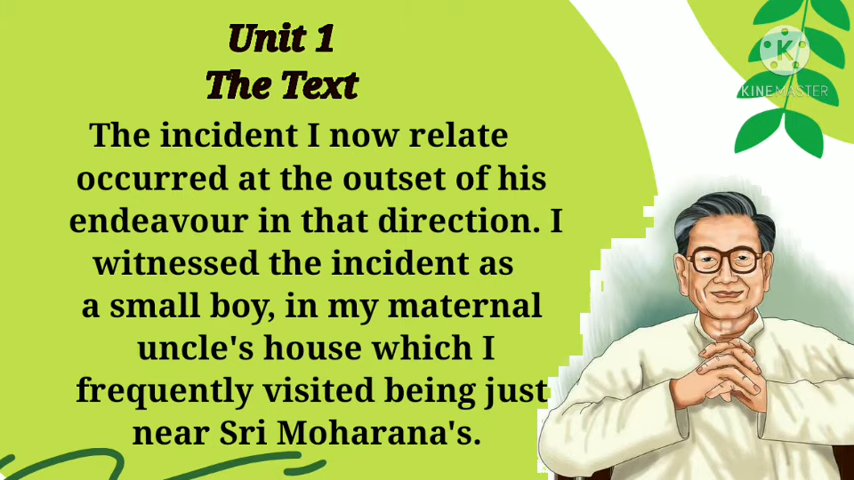 Unit 1
The Text
The incident I now relate
occurred at the outset of his
endeavour in that direction. I
witnessed the incident as
a small boy, in my maternal
uncle's house which I
frequently visited being just
near Sri Moharana's.
K
KINEMASTER